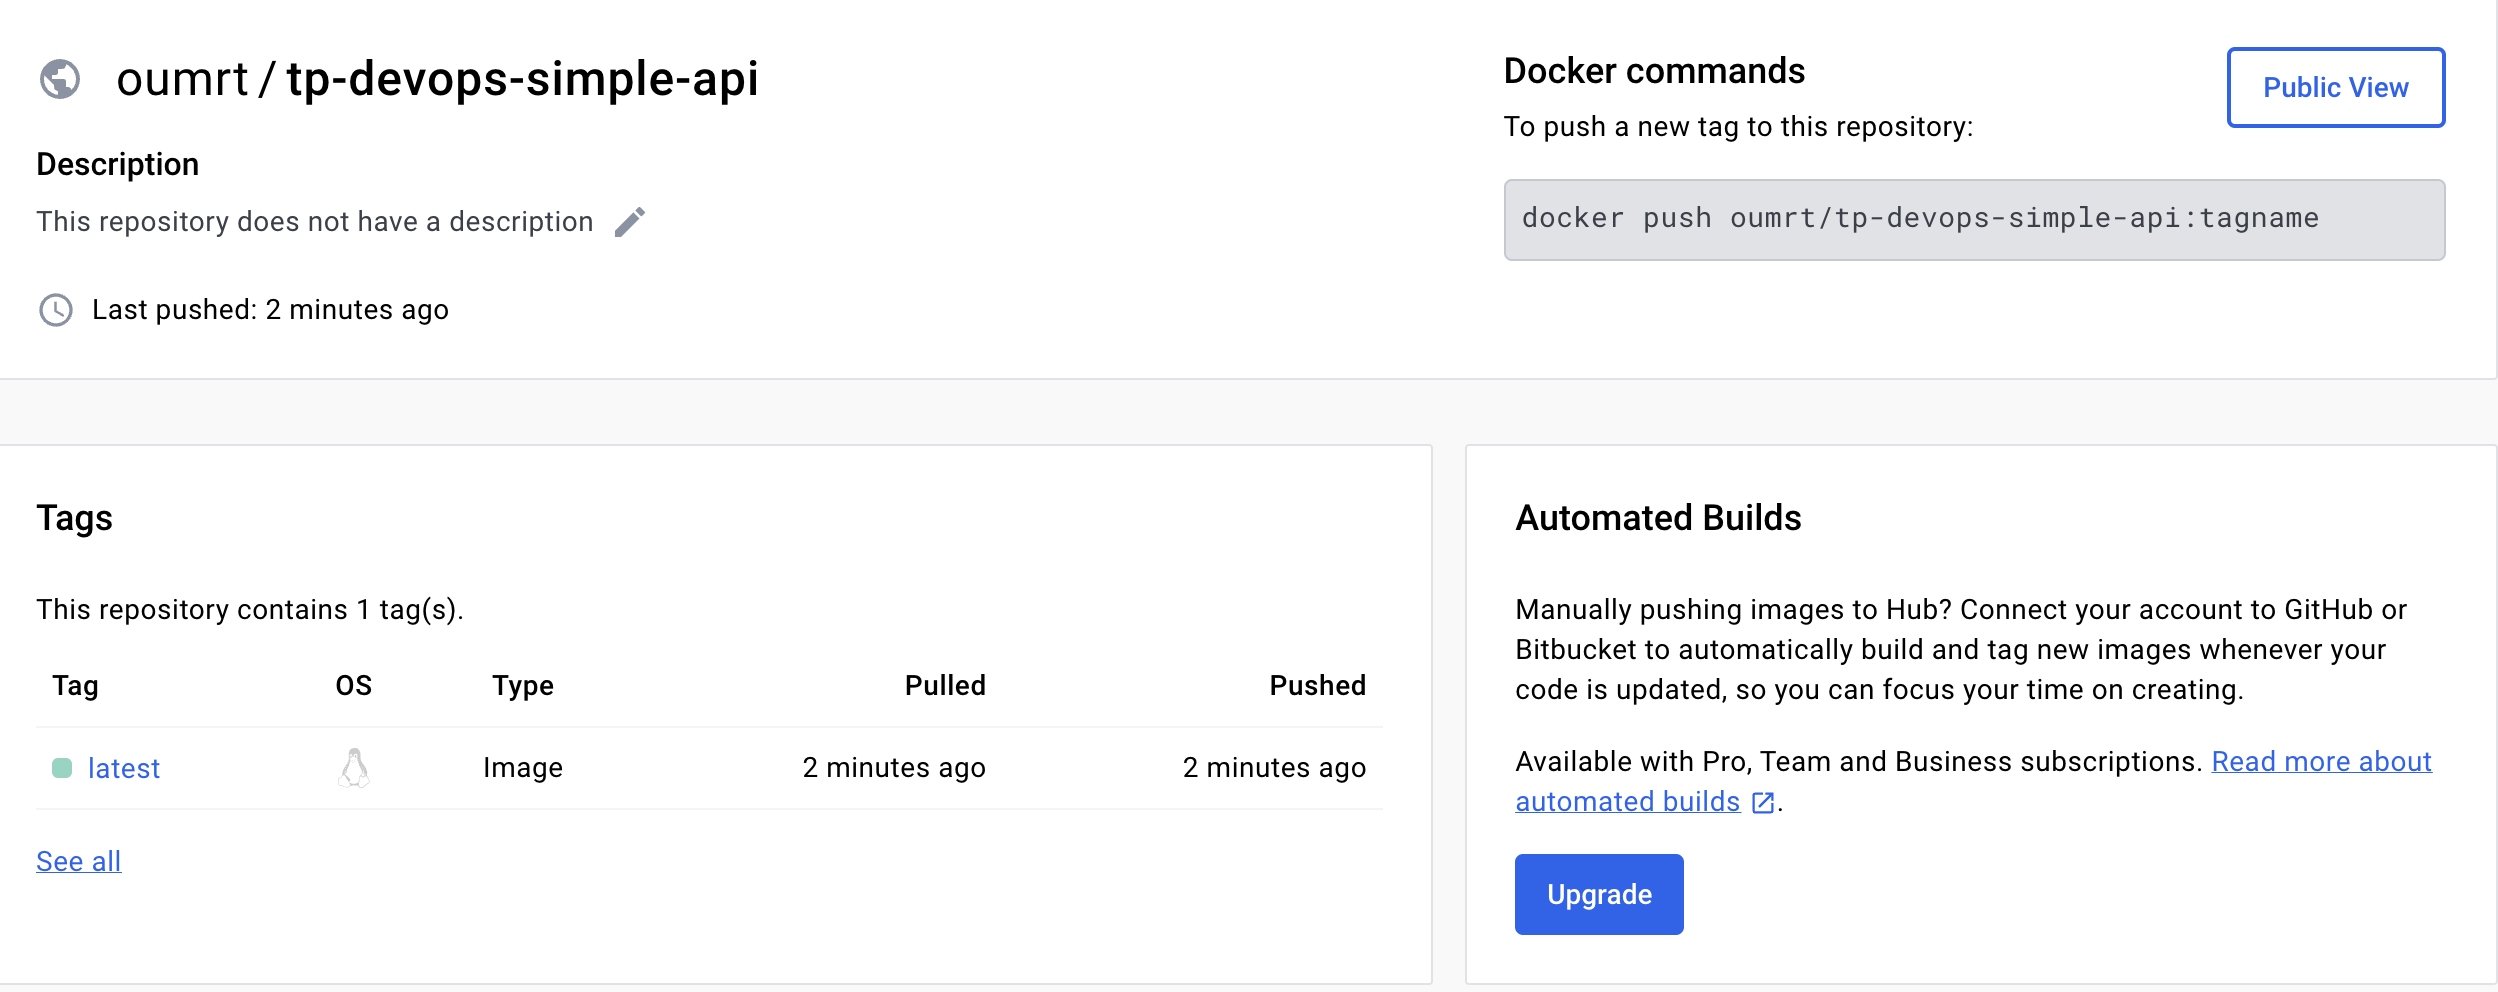 oumrt / tp-devops-simple-api
Description
This repository does not have a description
Last pushed: 2 minutes ago
Docker commands
To push a new tag to this repository:
Public View
docker push oumrt/tp-devops-simple-api:tagname
Tags
This repository contains 1 tag(s).
Tag OS Type Pulled Pushed
latest Image 2 minutes ago 2 minutes ago
See all
Automated Builds
Manually pushing images to Hub? Connect your account to GitHub or
Bitbucket to automatically build and tag new images whenever your
code is updated, so you can focus your time on creating.
Available with Pro, Team and Business subscriptions. Read more about
automated builds .
Upgrade